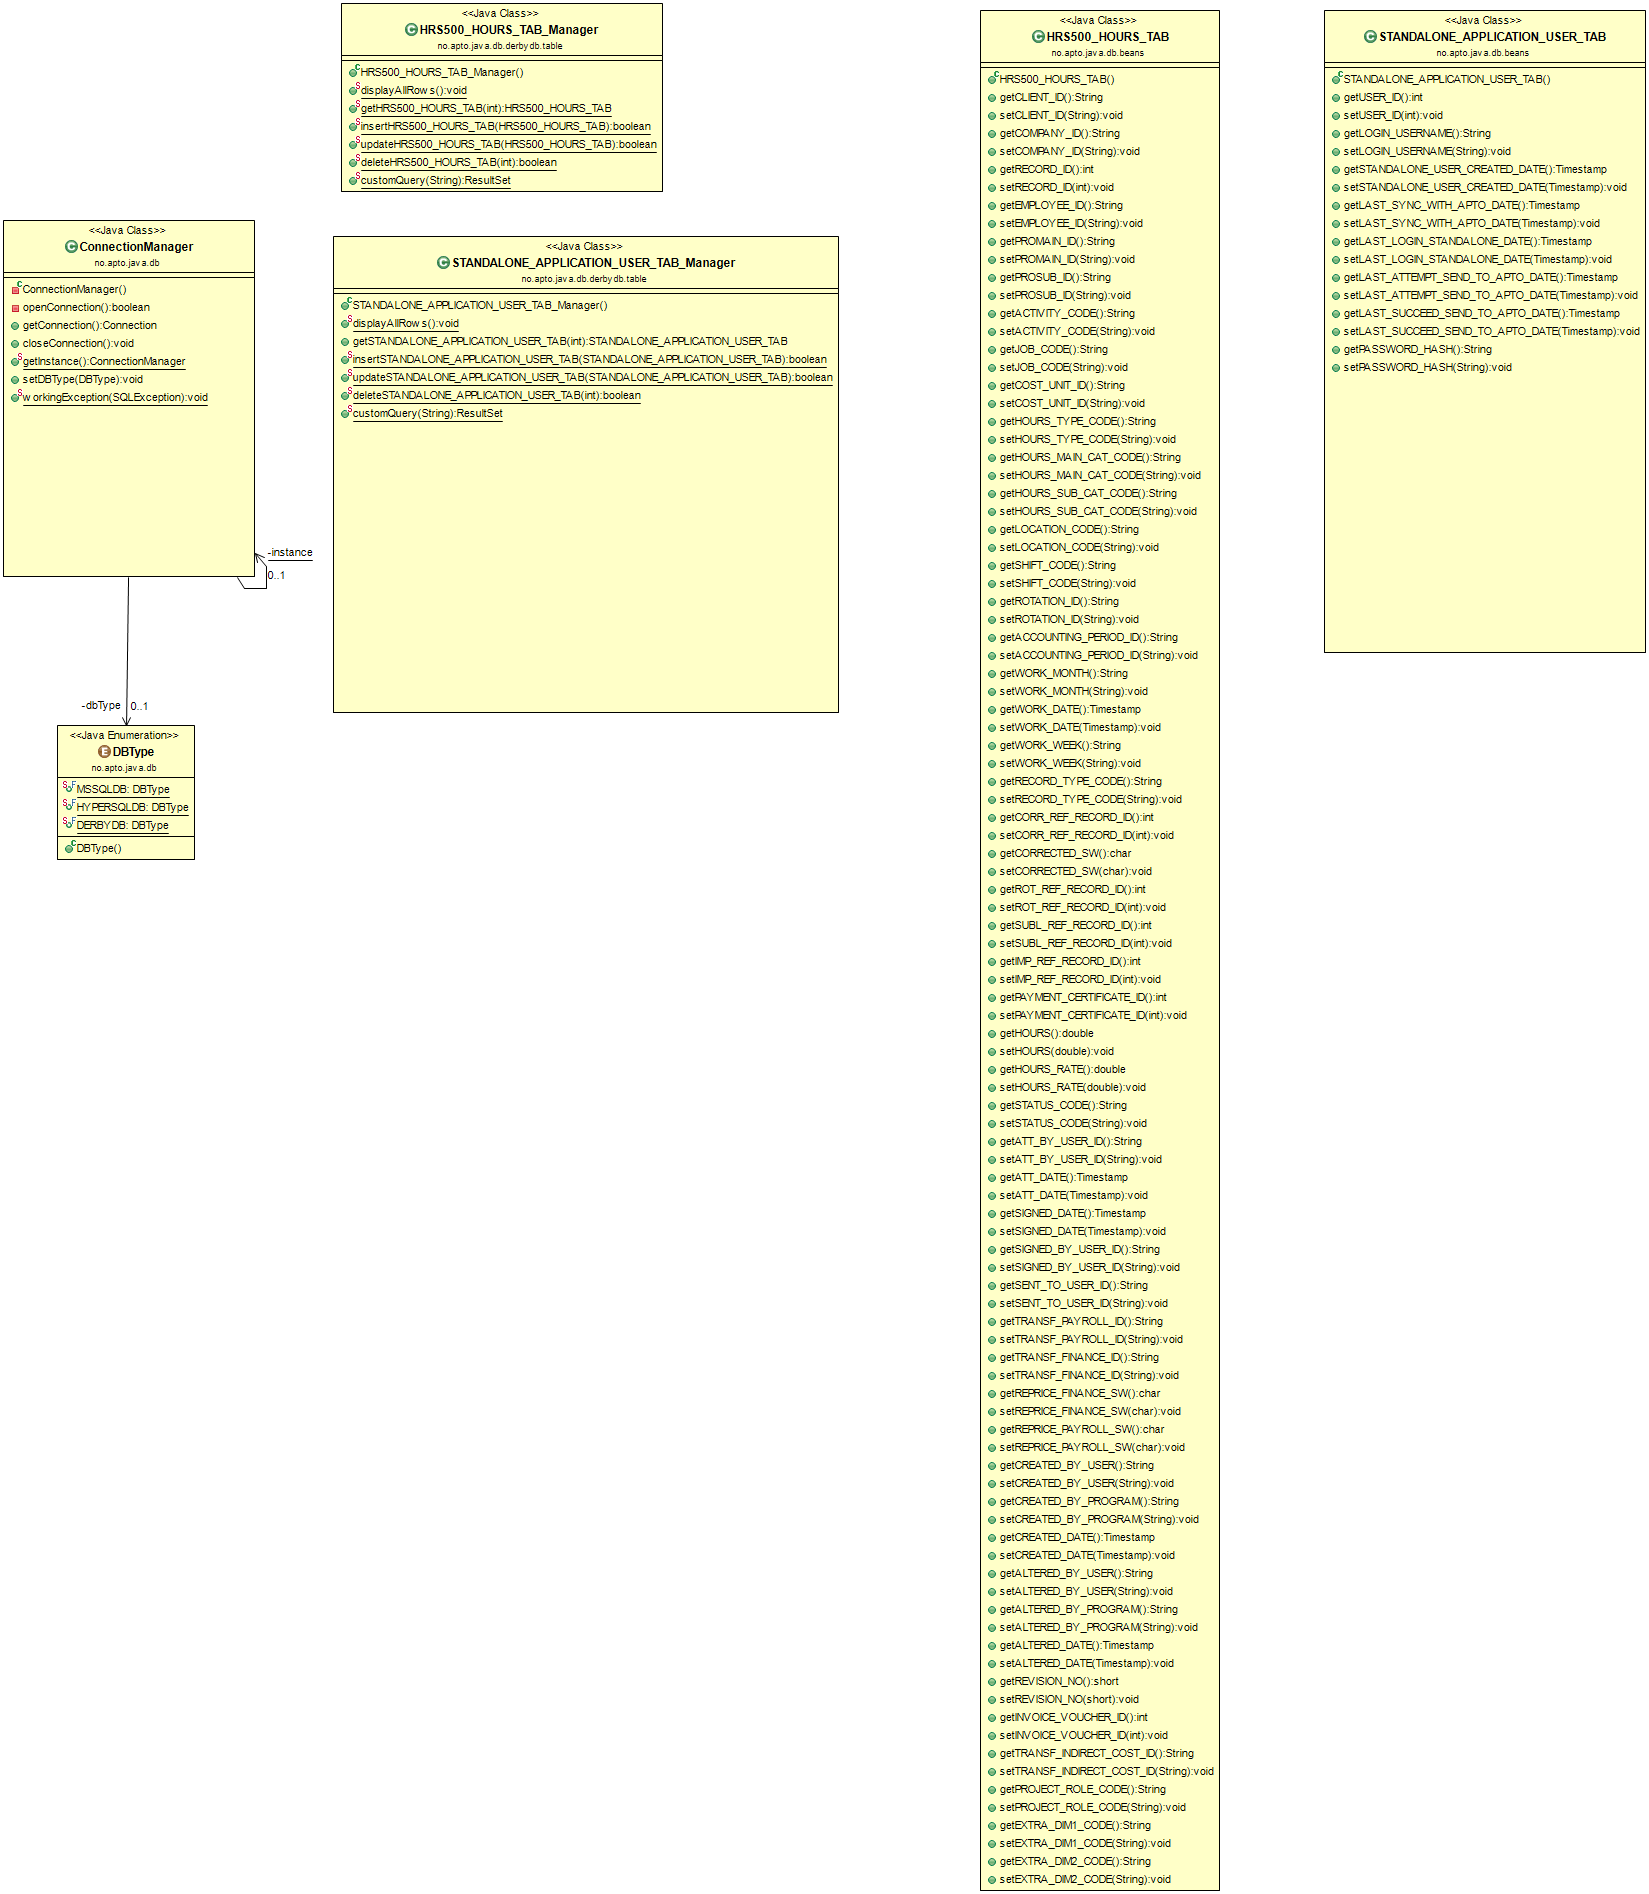 <<Java Class>>
HRS500_HOURS_TAB_Manager
no.apto.java.db.derbydb.table
HRS500_HOURS_TAB_Manager()
displayAllRows():void
getHRS500_HOURS_TAB(int):HRS500_HOURS_TAB
insertHRS500_HOURS_TAB(HRS500_HOURS_TAB):boolean
updateHRS500_HOURS_TAB(HRS500_HOURS_TAB):boolean
deleteHRS500_HOURS_TAB(int):boolean
customQuery(String):ResultSet
<<Java Class>>
ConnectionManager
no.apto.java.db
ConnectionManager()
openConnection():boolean
getConnection():Connection
closeConnection():void
getInstance():ConnectionManager
setDBType(DBType):void
workingException(SQLException):void
-instance
0..1
-dbType
0..1
<<Java Enumeration>>
DBType
no.apto.java.db
MSSQLDB: DBType
HYPERSQLDB: DBType
DERBYDB: DBType
DBType()
<<Java Class>>
STANDALONE_APPLICATION_USER_TAB_Manager
no.apto.java.db.derbydb.table
STANDALONE_APPLICATION_USER_TAB_Manager()
displayAllRows():void
getSTANDALONE_APPLICATION_USER_TAB(int):STANDALONE_APPLICATION_USER_TAB
insertSTANDALONE_APPLICATION_USER_TAB(STANDALONE_APPLICATION_USER_TAB):boolean
updateSTANDALONE_APPLICATION_USER_TAB(STANDALONE_APPLICATION_USER_TAB):boolean
deleteSTANDALONE_APPLICATION_USER_TAB(int):boolean
customQuery(String):ResultSet
<<Java Class>>
HRS500_HOURS_TAB
no.apto.java.db.beans
HRS500_HOURS_TAB()
getCLIENT_ID():String
setCLIENT_ID(String):void
getCOMPANY_ID():String
setCOMPANY_ID(String):void
getRECORD_ID():int
setRECORD_ID(int):void
getEMPLOYEE_ID():String
setEMPLOYEE_ID(String):void
getPROMAIN_ID():String
setPROMAIN_ID(String):void
getPROSUB_ID():String
setPROSUB_ID(String):void
getACTIVITY_CODE():String
setACTIVITY_CODE(String):void
getJOB_CODE():String
setJOB_CODE(String):void
getCOST_UNIT_ID():String
setCOST_UNIT_ID(String):void
getHOURS_TYPE_CODE():String
setHOURS_TYPE_CODE(String):void
getHOURS_MAIN_CAT_CODE():String
setHOURS_MAIN_CAT_CODE(String):void
getHOURS_SUB_CAT_CODE():String
setHOURS_SUB_CAT_CODE(String):void
getLOCATION_CODE():String
setLOCATION_CODE(String):void
getSHIFT_CODE():String
setSHIFT_CODE(String):void
getROTATION_ID():String
setROTATION_ID(String):void
getACCOUNTING_PERIOD_ID():String
setACCOUNTING_PERIOD_ID(String):void
getWORK_MONTH():String
setWORK_MONTH(String):void
getWORK_DATE():Timestamp
setWORK_DATE(Timestamp):void
getWORK_WEEK():String
setWORK_WEEK(String):void
getRECORD_TYPE_CODE():String
setRECORD_TYPE_CODE(String):void
getCORR_REF_RECORD_ID():int
setCORR_REF_RECORD_ID(int):void
getCORRECTED_SW():char
setCORRECTED_SW(char):void
getROT_REF_RECORD_ID():int
setROT_REF_RECORD_ID(int):void
getSUBL_REF_RECORD_ID():int
setSUBL_REF_RECORD_ID(int):void
getIMP_REF_RECORD_ID():int
setIMP_REF_RECORD_ID(int):void
getPAYMENT_CERTIFICATE_ID():int
setPAYMENT_CERTIFICATE_ID(int):void
getHOURS():double
setHOURS(double):void
getHOURS_RATE():double
setHOURS_RATE(double):void
getSTATUS_CODE():String
setSTATUS_CODE(String):void
getATT_BY_USER_ID():String
setATT_BY_USER_ID(String):void
getATT_DATE():Timestamp
setATT_DATE(Timestamp):void
getSIGNED_DATE():Timestamp
setSIGNED_DATE(Timestamp):void
getSIGNED_BY_USER_ID():String
setSIGNED_BY_USER_ID(String):void
getSENT_TO_USER_ID():String
setSENT_TO_USER_ID(String):void
getTRANSF_PAYROLL_ID():String
setTRANSF_PAYROLL_ID(String):void
getTRANSF_FINANCE_ID():String
setTRANSF_FINANCE_ID(String):void
getREPRICE_FINANCE_SW():char
setREPRICE_FINANCE_SW(char):void
getREPRICE_PAYROLL_SW():char
setREPRICE_PAYROLL_SW(char):void
getCREATED_BY_USER():String
setCREATED_BY_USER(String):void
getCREATED_BY_PROGRAM():String
setCREATED_BY_PROGRAM(String):void
getCREATED_DATE():Timestamp
setCREATED_DATE(Timestamp):void
getALTERED_BY_USER():String
setALTERED_BY_USER(String):void
getALTERED_BY_PROGRAM():String
setALTERED_BY_PROGRAM(String):void
getALTERED_DATE():Timestamp
setALTERED_DATE(Timestamp):void
getREVISION_NO():short
setREVISION_NO(short):void
getINVOICE_VOUCHER_ID():int
setINVOICE_VOUCHER_ID(int):void
getTRANSF_INDIRECT_COST_ID():String
setTRANSF_INDIRECT_COST_ID(String):void
getPROJECT_ROLE_CODE():String
setPROJECT_ROLE_CODE(String):void
getEXTRA_DIM1_CODE():String
setEXTRA_DIM1_CODE(String):void
getEXTRA_DIM2_CODE():String
setEXTRA_DIM2_CODE(String):void
<<Java Class>>
STANDALONE_APPLICATION_USER_TAB
no.apto.java.db.beans
STANDALONE_APPLICATION_USER_TAB()
getUSER_ID():int
setUSER_ID(int):void
getLOGIN_USERNAME():String
setLOGIN_USERNAME(String):void
getSTANDALONE_USER_CREATED_DATE():Timestamp
setSTANDALONE_USER_CREATED_DATE(Timestamp):void
getLAST_SYNC_WITH_APTO_DATE():Timestamp
setLAST_SYNC_WITH_APTO_DATE(Timestamp):void
getLAST_LOGIN_STANDALONE_DATE():Timestamp
setLAST_LOGIN_STANDALONE_DATE(Timestamp):void
getLAST_ATTEMPT_SEND_TO_APTO_DATE():Timestamp
setLAST_ATTEMPT_SEND_TO_APTO_DATE(Timestamp):void
getLAST_SUCCEED_SEND_TO_APTO_DATE():Timestamp
setLAST_SUCCEED_SEND_TO_APTO_DATE(Timestamp):void
getPASSWORD_HASH():String
setPASSWORD_HASH(String):void